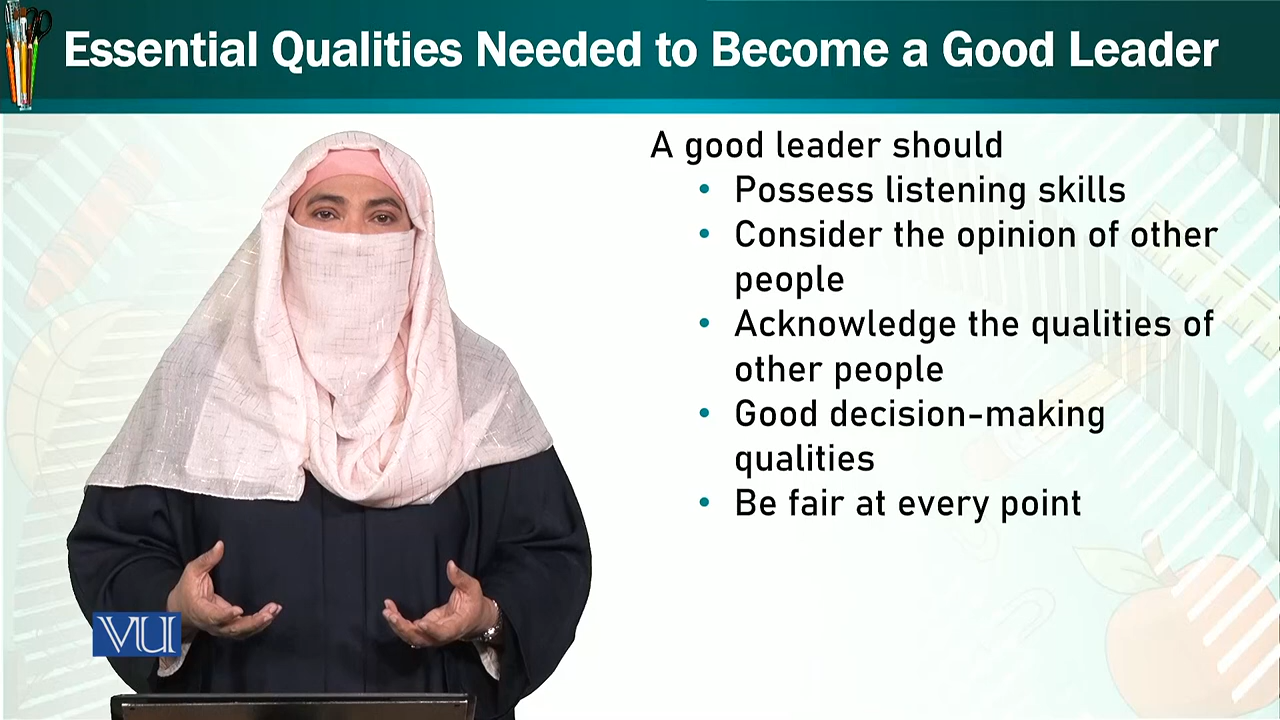 Essential Qualities Needed to Become a Good Leader
A good leader should
• Possess listening skills
• Consider the opinion of other
people
• Acknowledge the qualities of
other people
• Good decision-making
qualities
• Be fair at every point
VU